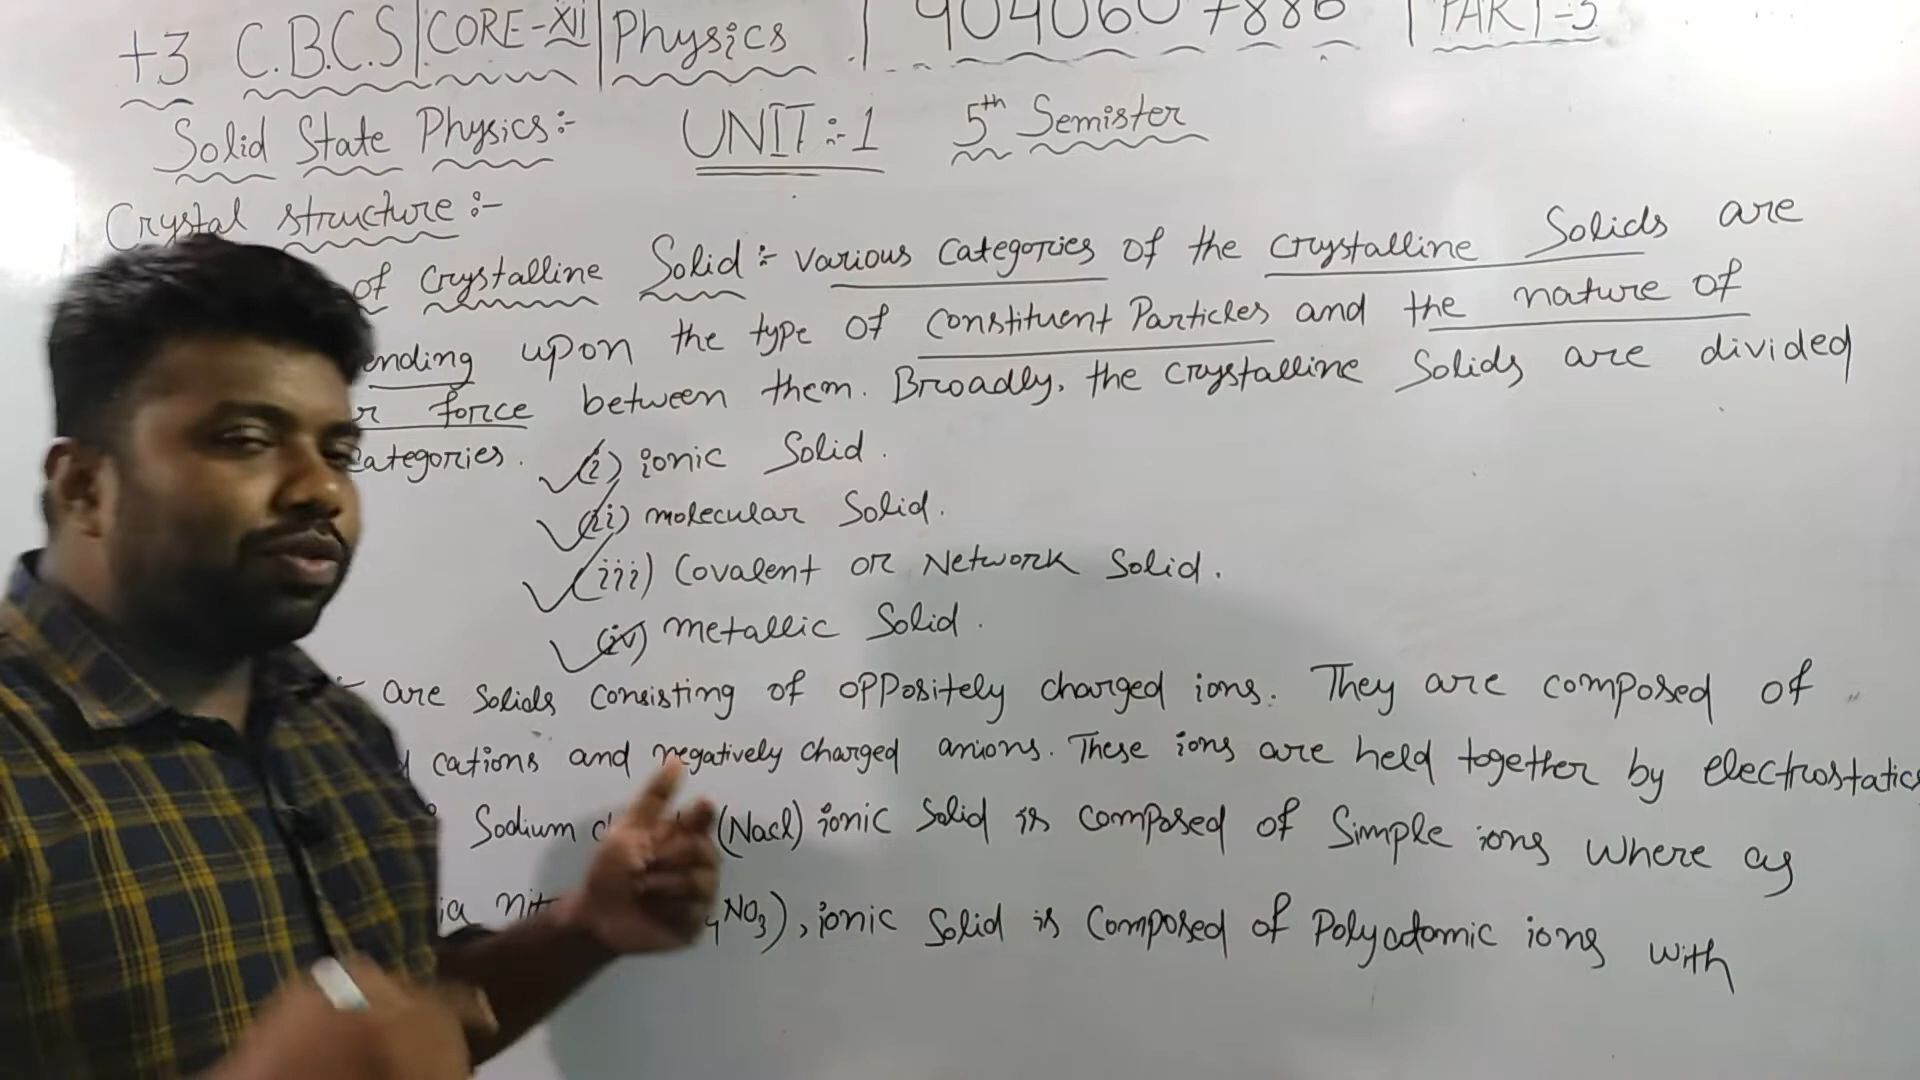 +3 C.B.C.S | CORE-XII | Physics | 9040607886 | PART-3
Solid State Physics:- UNIT:-1 5th Semister
Crystal structure:-
of Crystalline Solid:- various Categories of the crystalline Solids are
ending upon the type of Constituent Particles and the nature of
r force between them. Broadly, the crystalline Solids are divided
Categories.
(i) ionic Solid.
(ii) molecular Solid.
(iii) Covalent or Network Solid.
(iv) metallic Solid.
are solids consisting of oppositely charged ions. They are composed of
cations and negatively charged anions. These ions are held together by electrostatics
Sodium (Nacl) ionic Solid is composed of Simple ions where as
ia nit 4NO3), ionic Solid is composed of Polyatomic ions with